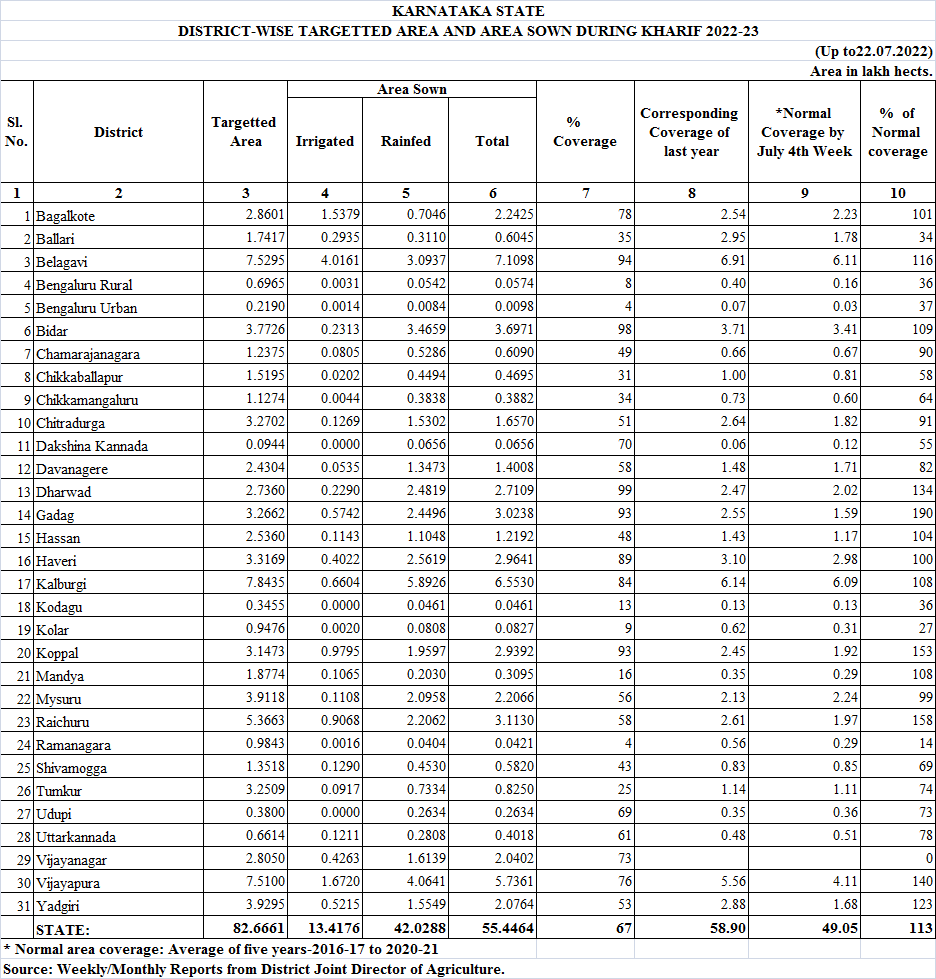 KARNATAKA STATE
DISTRICT-WISE TARGETTED AREA AND AREA SOWN DURING KHARIF 2022-23
(Up to22.07.2022)
Area in lakh hects.
Sl. No. District Targetted Area Area Sown % Coverage Corresponding Coverage of last year *Normal Coverage by July 4th Week % of Normal coverage
Irrigated Rainfed Total
1 2 3 4 5 6 7 8 9 10
1 Bagalkote 2.8601 1.5379 0.7046 2.2425 78 2.54 2.23 101
2 Ballari 1.7417 0.2935 0.3110 0.6045 35 2.95 1.78 34
3 Belagavi 7.5295 4.0161 3.0937 7.1098 94 6.91 6.11 116
4 Bengaluru Rural 0.6965 0.0031 0.0542 0.0574 8 0.40 0.16 36
5 Bengaluru Urban 0.2190 0.0014 0.0084 0.0098 4 0.07 0.03 37
6 Bidar 3.7726 0.2313 3.4659 3.6971 98 3.71 3.41 109
7 Chamarajanagara 1.2375 0.0805 0.5286 0.6090 49 0.66 0.67 90
8 Chikkaballapur 1.5195 0.0202 0.4494 0.4695 31 1.00 0.81 58
9 Chikkamangaluru 1.1274 0.0044 0.3838 0.3882 34 0.73 0.60 64
10 Chitradurga 3.2702 0.1269 1.5302 1.6570 51 2.64 1.82 91
11 Dakshina Kannada 0.0944 0.0000 0.0656 0.0656 70 0.06 0.12 55
12 Davanagere 2.4304 0.0535 1.3473 1.4008 58 1.48 1.71 82
13 Dharwad 2.7360 0.2290 2.4819 2.7109 99 2.47 2.02 134
14 Gadag 3.2662 0.5742 2.4496 3.0238 93 2.55 1.59 190
15 Hassan 2.5360 0.1143 1.1048 1.2192 48 1.43 1.17 104
16 Haveri 3.3169 0.4022 2.5619 2.9641 89 3.10 2.98 100
17 Kalburgi 7.8435 0.6604 5.8926 6.5530 84 6.14 6.09 108
18 Kodagu 0.3455 0.0000 0.0461 0.0461 13 0.13 0.13 36
19 Kolar 0.9476 0.0020 0.0808 0.0827 9 0.62 0.31 27
20 Koppal 3.1473 0.9795 1.9597 2.9392 93 2.45 1.92 153
21 Mandya 1.8774 0.1065 0.2030 0.3095 16 0.35 0.29 108
22 Mysuru 3.9118 0.1108 2.0958 2.2066 56 2.13 2.24 99
23 Raichuru 5.3663 0.9068 2.2062 3.1130 58 2.61 1.97 158
24 Ramanagara 0.9843 0.0016 0.0404 0.0421 4 0.56 0.29 14
25 Shivamogga 1.3518 0.1290 0.4530 0.5820 43 0.83 0.85 69
26 Tumkur 3.2509 0.0917 0.7334 0.8250 25 1.14 1.11 74
27 Udupi 0.3800 0.0000 0.2634 0.2634 69 0.35 0.36 73
28 Uttarkannada 0.6614 0.1211 0.2808 0.4018 61 0.48 0.51 78
29 Vijayanagar 2.8050 0.4263 1.6139 2.0402 73 0
30 Vijayapura 7.5100 1.6720 4.0641 5.7361 76 5.56 4.11 140
31 Yadgiri 3.9295 0.5215 1.5549 2.0764 53 2.88 1.68 123
STATE: 82.6661 13.4176 42.0288 55.4464 67 58.90 49.05 113
* Normal area coverage: Average of five years-2016-17 to 2020-21
Source: Weekly/Monthly Reports from District Joint Director of Agriculture.